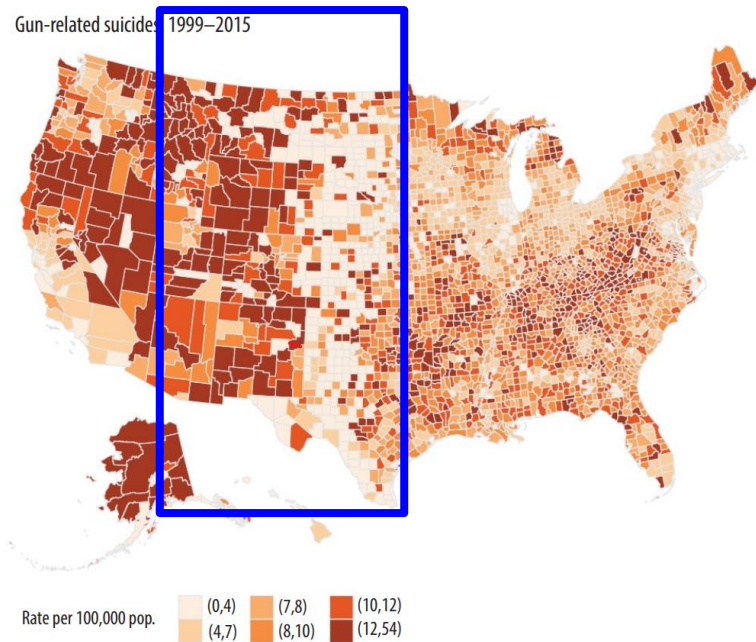 Gun-related suicides 1999–2015
Rate per 100,000 pop.
(0,4) (7,8) (10,12)
(4,7) (8,10) (12,54)